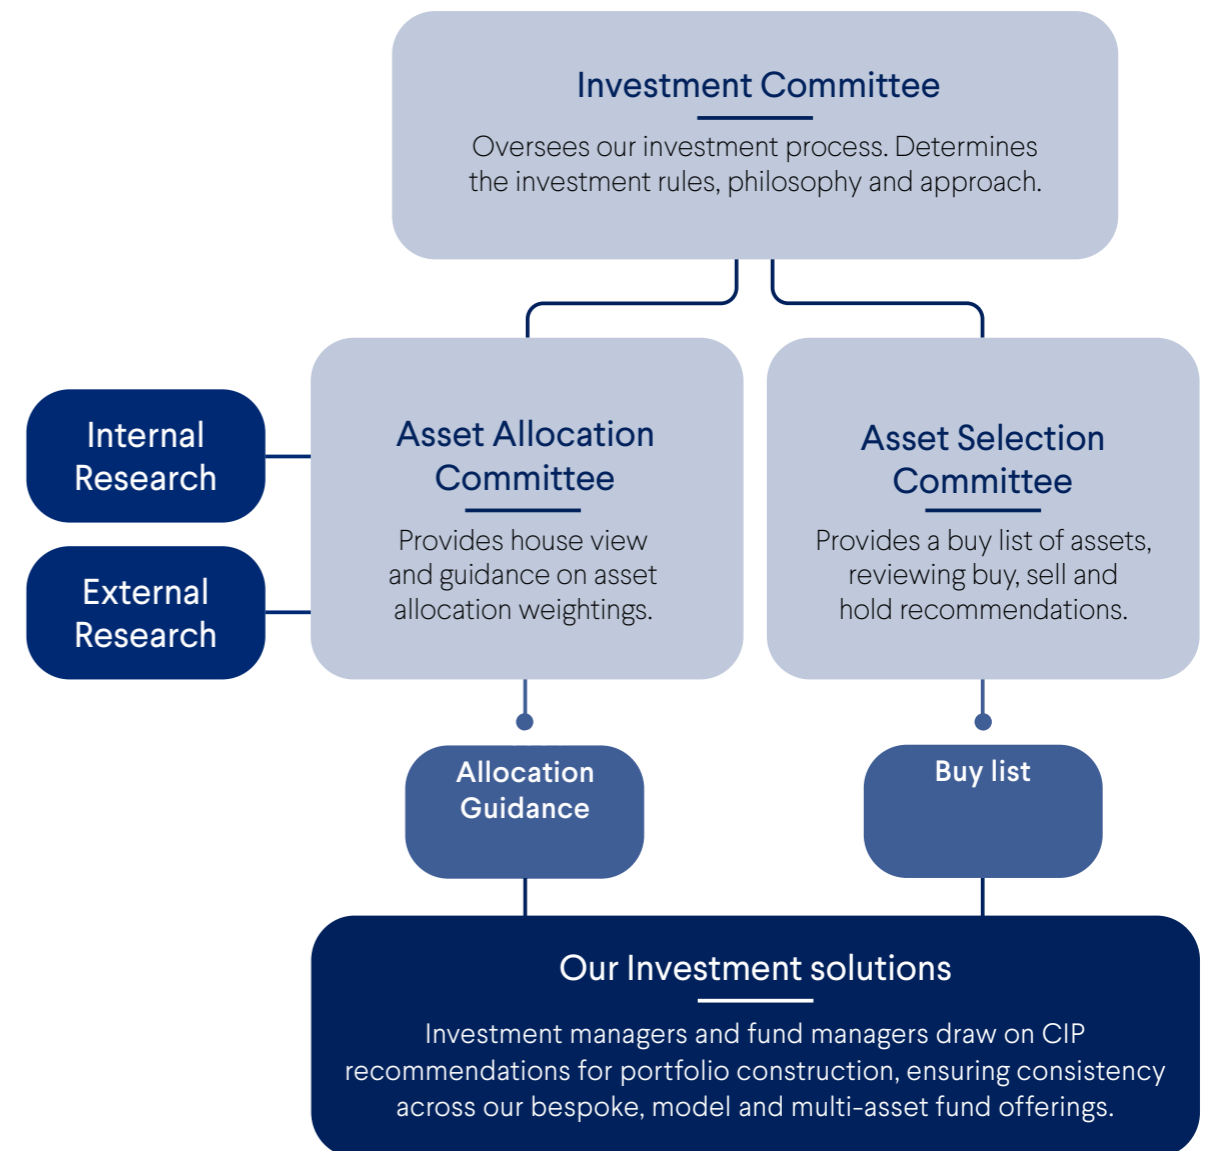 Investment Committee
Oversees our investment process. Determines
the investment rules, philosophy and approach.
Internal
Research
External
Research
Asset Allocation
Committee
Provides house view
and guidance on asset
allocation weightings.
Asset Selection
Committee
Provides a buy list of assets,
reviewing buy, sell and
hold recommendations.
Allocation
Guidance
Buy list
Our Investment solutions
Investment managers and fund managers draw on CIP
recommendations for portfolio construction, ensuring consistency
across our bespoke, model and multi-asset fund offerings.